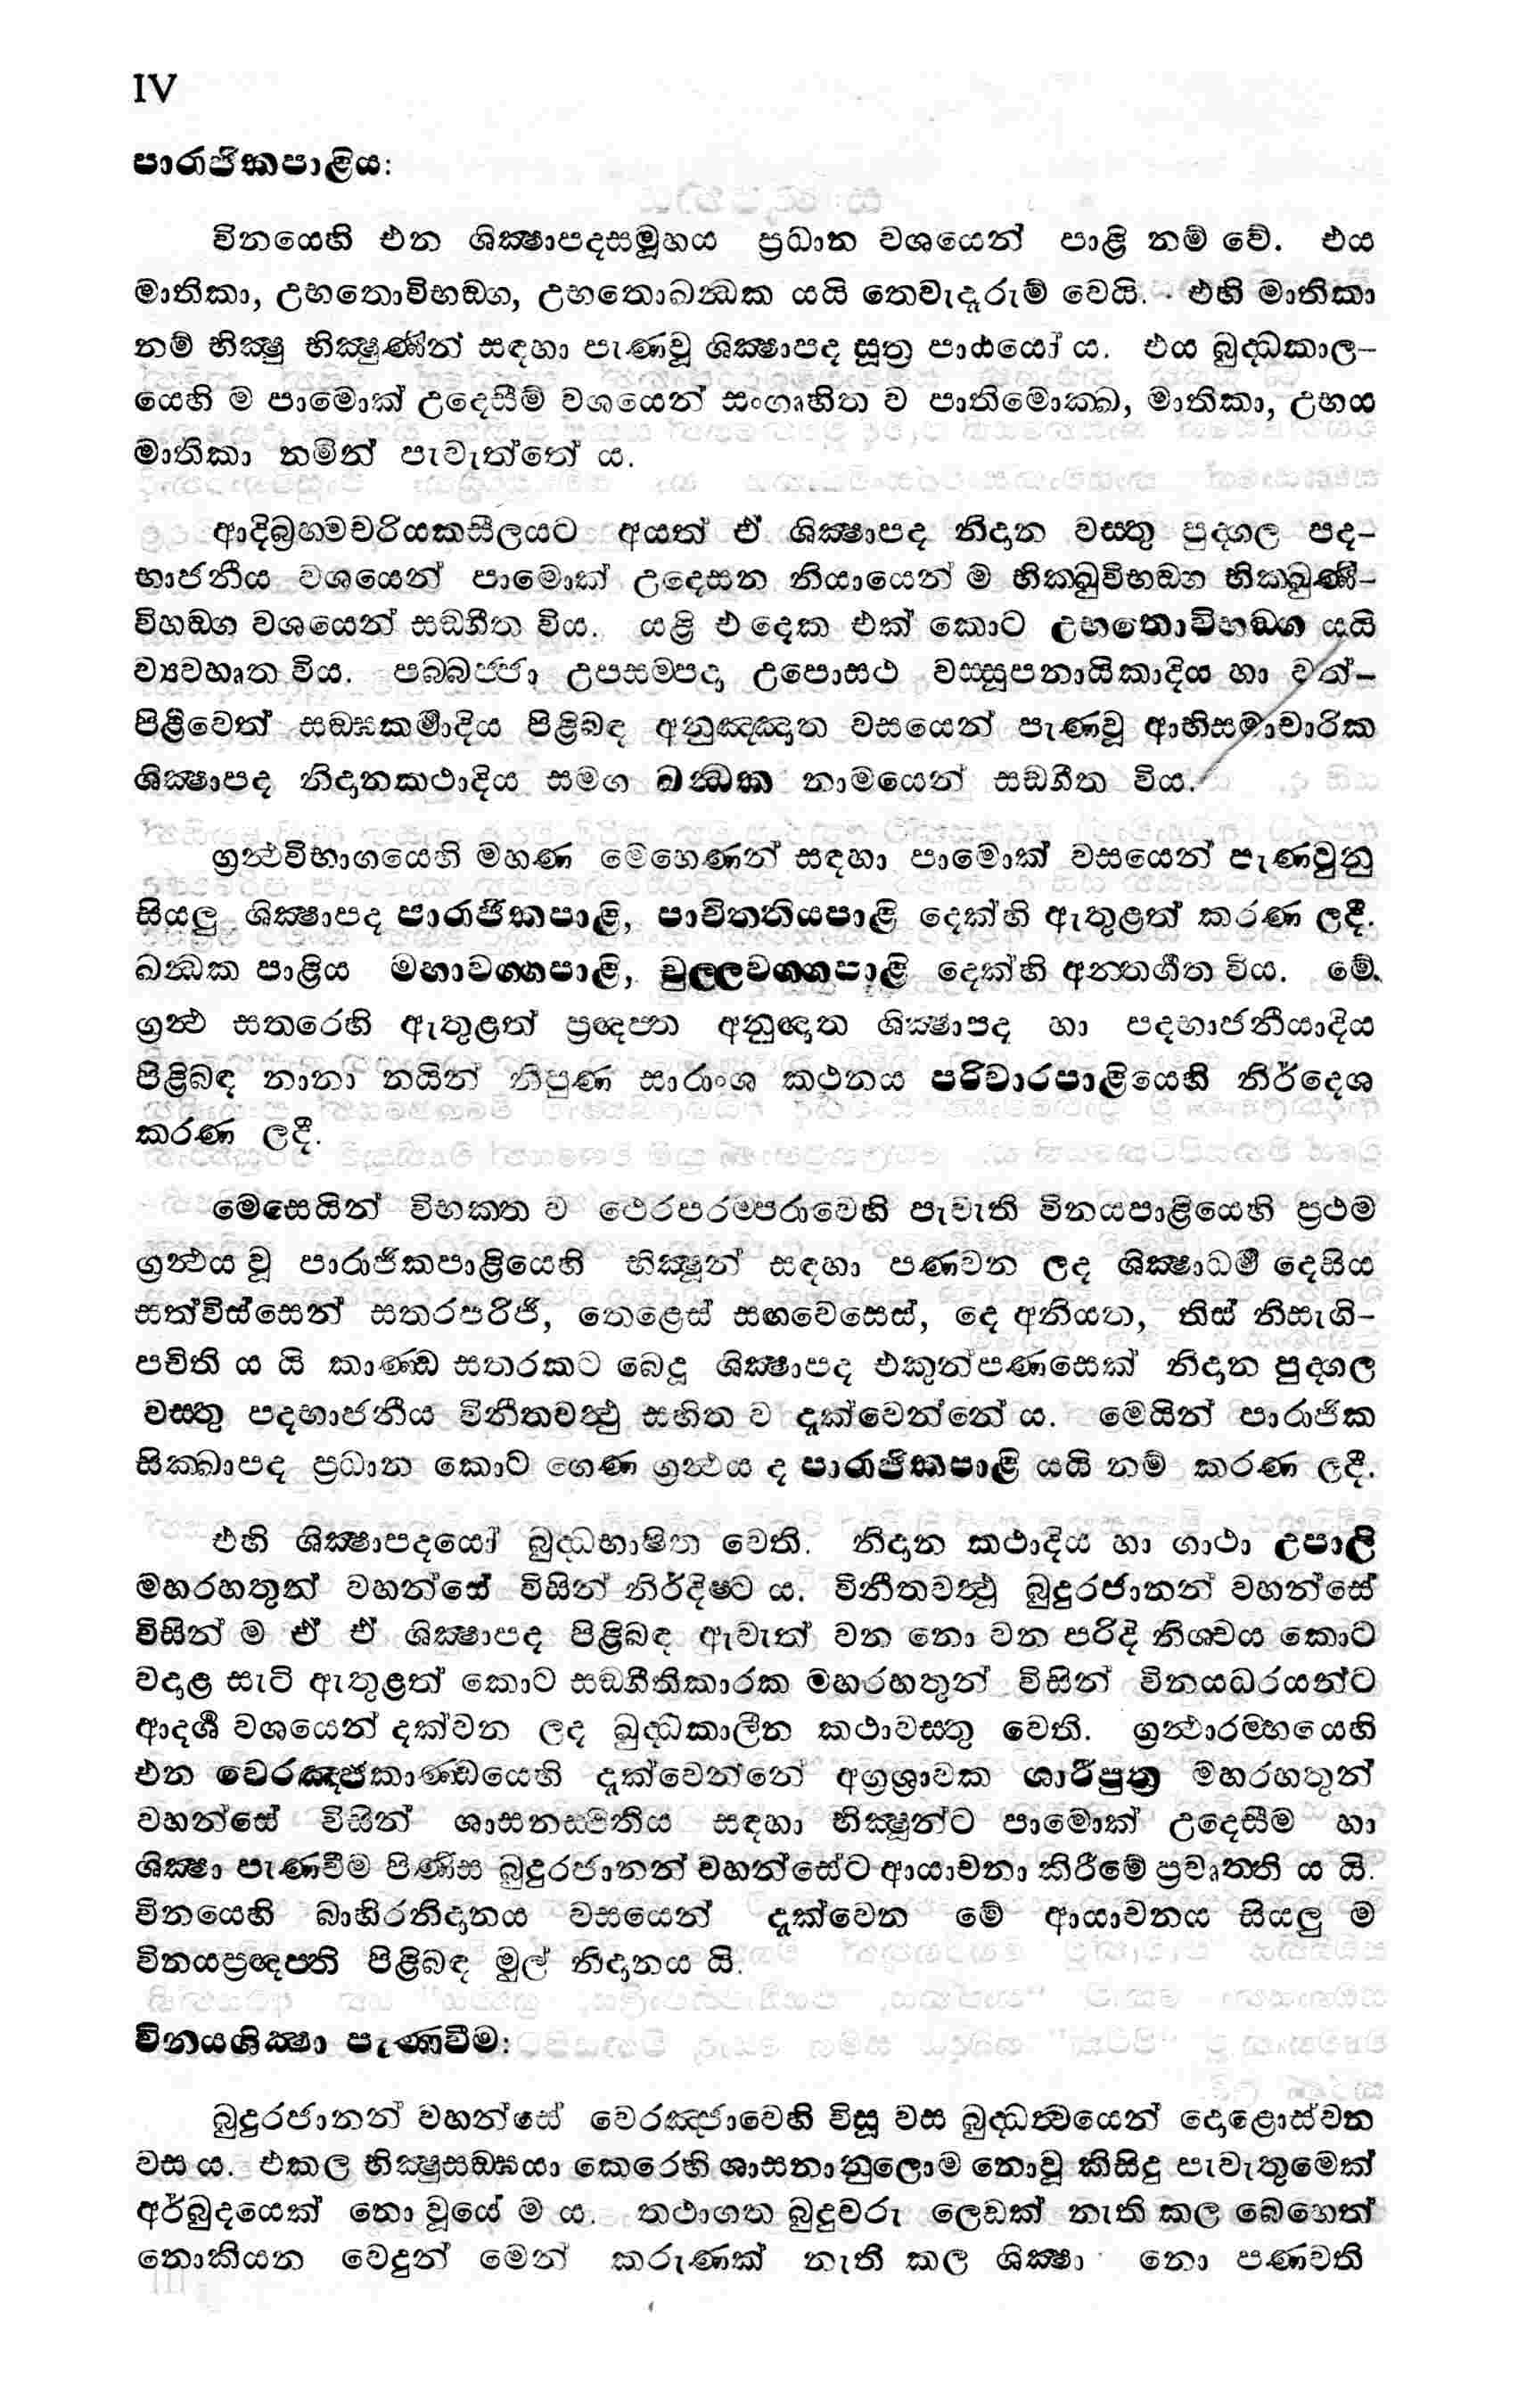 IV
පාරාජිකපාළිය:
විනයෙහි එන ශික්‍ෂාපදසමූහය ප්‍රධාන වශයෙන් පාළි නම් වේ. එය
මාතිකා, උභතොවිභඞ්ග, උභතොඛන්‍ධක යයි තෙවැදෑරුම් වෙයි. එහි මාතිකා
නම් භික්‍ෂු භික්‍ෂුණීන් සඳහා පැණවූ ශික්‍ෂාපද සූත්‍ර පාඨයෝ ය. එය බුද්‍ධකාල-
යෙහි ම පාමොක් උදෙසීම් වශයෙන් සංගෘහිත ව පාතිමොක්‍ඛ, මාතිකා, උභය
මාතිකා නමින් පැවැත්තේ ය.
ආදිබ්‍රහ්මචරියකසීලයට අයත් ඒ ශික්‍ෂාපද නිදාන වස්තු පුද්ගල පද-
භාජනීය වශයෙන් පාමොක් උදෙසන නියායෙන් ම භික්‍ඛුවිභඞ්ග භික්‍ඛුණී-
විභඞ්ග වශයෙන් සඞ්ගීත විය. යළි එ දෙක එක් කොට උභතොවිභඞ්ග යයි
ව්‍යවහෘත විය. පබ්බජ්ජා උපසම්පදා උපොසථ වස්සූපනායිකාදිය හා වත්-
පිළිවෙත් සඞ්ඝකර්‍මාදිය පිළිබඳ අනුඤ්ඤාත වසයෙන් පැණවූ ආභිසමාචාරික
ශික්‍ෂාපද නිදානකථාදිය සමග ඛන්‍ධක නාමයෙන් සඞ්ගීත විය.
ග්‍රන්‍ථවිභාගයෙහි මහණ මෙහෙණන් සඳහා පාමොක් වසයෙන් පැණවුනු
සියලු ශික්‍ෂාපද පාරාජිකපාළි, පාචිත්තියපාළි දෙක්හි ඇතුළත් කරණ ලදී.
ඛන්‍ධක පාළිය මහාවග්ගපාළි, චුල්ලවග්ගපාළි දෙක්හි අන්තර්ගත විය. මේ
ග්‍රන්‍ථ සතරෙහි ඇතුළත් ප්‍රඥප්ත අනුඥාත ශික්‍ෂාපද හා පදභාජනීයාදිය
පිළිබඳ නානා නයින් නිපුණ සාරාංශ කථනය පරිවාරපාළියෙහි නිර්දෙශ
කරණ ලදී.
මෙසෙයින් විභක්ත ව ථෙරපරම්පරාවෙහි පැවැති විනයපාළියෙහි ප්‍රථම
ග්‍රන්‍ථය වූ පාරාජිකපාළියෙහි භික්‍ෂූන් සඳහා පණවන ලද ශික්‍ෂාධර්‍ම දෙසිය
සත්විස්සෙන් සතරපරිජි, තෙළෙස් සඟවෙසෙස්, දෙ අනියත, තිස් නිසැගි-
පචිති ය යි කාණ්ඩ සතරකට බෙදූ ශික්‍ෂාපද එකුන්පණසෙක් නිදාන පුද්ගල
වස්තු පදභාජනීය විනීතවත්‍ථු සහිත ව දැක්වෙන්නේ ය. මෙයින් පාරාජික
සික්‍ඛාපද ප්‍රධාන කොට ගෙණ ග්‍රන්‍ථය ද පාරාජිකපාළි යයි නම් කරණ ලදී.
එහි ශික්‍ෂාපදයෝ බුද්‍ධභාෂිත වෙති. නිදාන කථාදිය හා ගාථා උපාලි
මහරහතුන් වහන්සේ විසින් නිර්දිෂ්ට ය. විනීතවත්‍ථු බුදුරජානන් වහන්සේ
විසින් ම ඒ ඒ ශික්‍ෂාපද පිළිබඳ ඇවැත් වන නො වන පරිදි නිශ්චය කොට
වදාළ සැටි ඇතුළත් කොට සඞ්ගීතිකාරක මහරහතුන් විසින් විනයධරයන්ට
ආදර්‍ශ වශයෙන් දක්වන ලද බුද්‍ධකාලීන කථාවස්තු වෙති. ග්‍රන්‍ථාරම්භයෙහි
එන වෙරඤ්ජකාණ්ඩයෙහි දැක්වෙන්නේ අග්‍රශ්‍රාවක ශාරීපුත්‍ර මහරහතුන්
වහන්සේ විසින් ශාසනස්ථිතිය සඳහා භික්‍ෂූන්ට පාමොක් උදෙසීම හා
ශික්‍ෂා පැණවීම පිණිස බුදුරජානන් වහන්සේට ආයාචනා කිරීමේ ප්‍රවෘත්ති ය යි.
විනයෙහි බාහිරනිදානය වසයෙන් දැක්වෙන මේ ආයාචනය සියලු ම
විනයප්‍රඥප්ති පිළිබඳ මුල් නිදානය යි.
විනයශික්‍ෂා පැණවීම:
බුදුරජානන් වහන්සේ වෙරඤ්ජාවෙහි විසූ වස බුද්‍ධත්‍වයෙන් දොළොස්වන
වස ය. එකල භික්‍ෂුසඞ්ඝයා කෙරෙහි ශාසනානුලොම නොවූ කිසිදු පැවැතුමෙක්
අර්බුදයෙක් නො වූයේ ම ය. තථාගත බුදුවරු ලෙඩක් නැති කල බෙහෙත්
නොකියන වෙදුන් මෙන් කරුණක් නැති කල ශික්‍ෂා නො පණවති